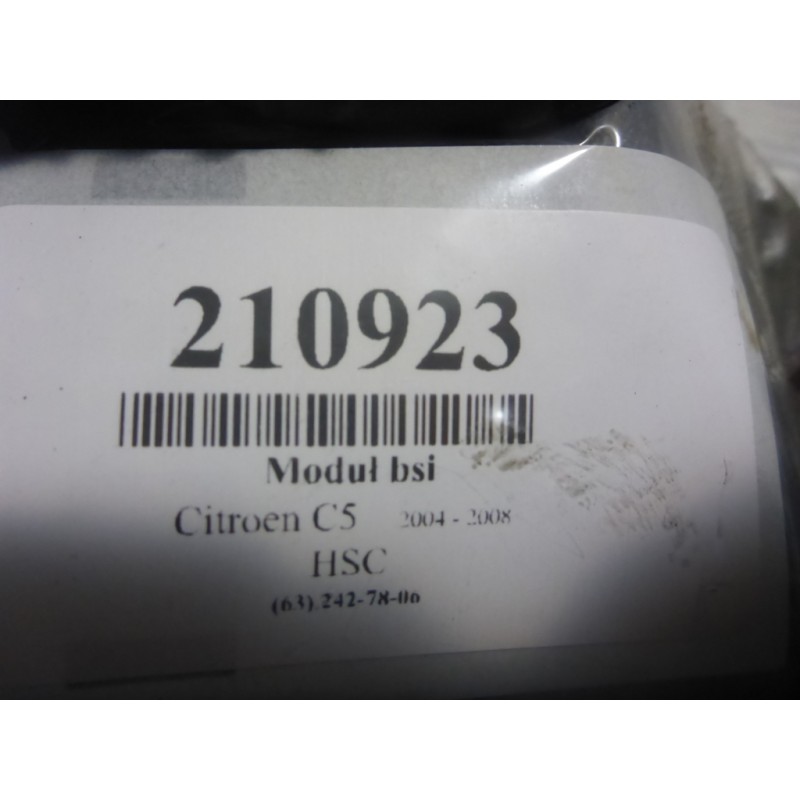 210923
Moduł bsi
Citroen C5 2004 - 2008
HSC
(63) 242-78-06